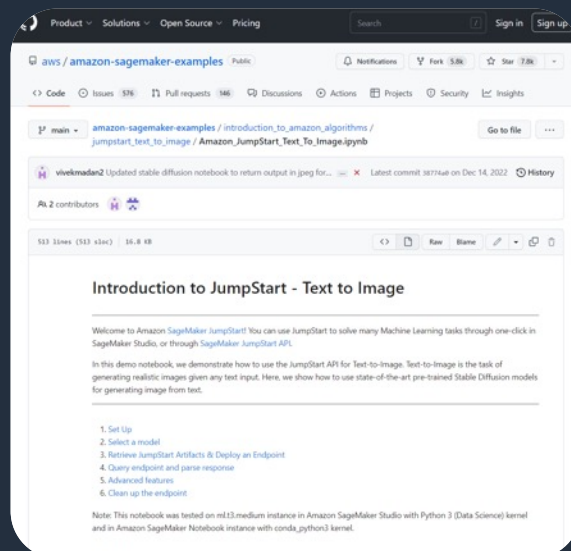 Product Solutions Open Source Pricing Search / Sign in Sign up
aws / amazon-sagemaker-examples Public Notifications Fork 5.8k Star 7.8k
Code Issues 576 Pull requests 146 Discussions Actions Projects Security Insights
main amazon-sagemaker-examples / introduction_to_amazon_algorithms / Go to file ...
jumpstart_text_to_image / Amazon_JumpStart_Text_To_Image.ipynb
vivekmadan2 Updated stable diffusion notebook to return output in jpeg for... ... Latest commit on Dec 14, 2022 History
2 contributors
513 lines (513 sloc) 16.8 KB Raw Blame
Introduction to JumpStart - Text to Image
Welcome to Amazon SageMaker JumpStart! You can use JumpStart to solve many Machine Learning tasks through one-click in
SageMaker Studio, or through SageMaker JumpStart API.
In this demo notebook, we demonstrate how to use the JumpStart API for Text-to-Image. Text-to-Image is the task of
generating realistic images given any text input. Here, we show how to use state-of-the-art pre-trained Stable Diffusion models
for generating image from text.
1. Set Up
2. Select a model
3. Retrieve JumpStart Artifacts & Deploy an Endpoint
4. Query endpoint and parse response
5. Advanced features
6. Clean up the endpoint
Note: This notebook was tested on ml.t3.medium instance in Amazon SageMaker Studio with Python 3 (Data Science) kernel
and in Amazon SageMaker Notebook instance with conda_python3 kernel.